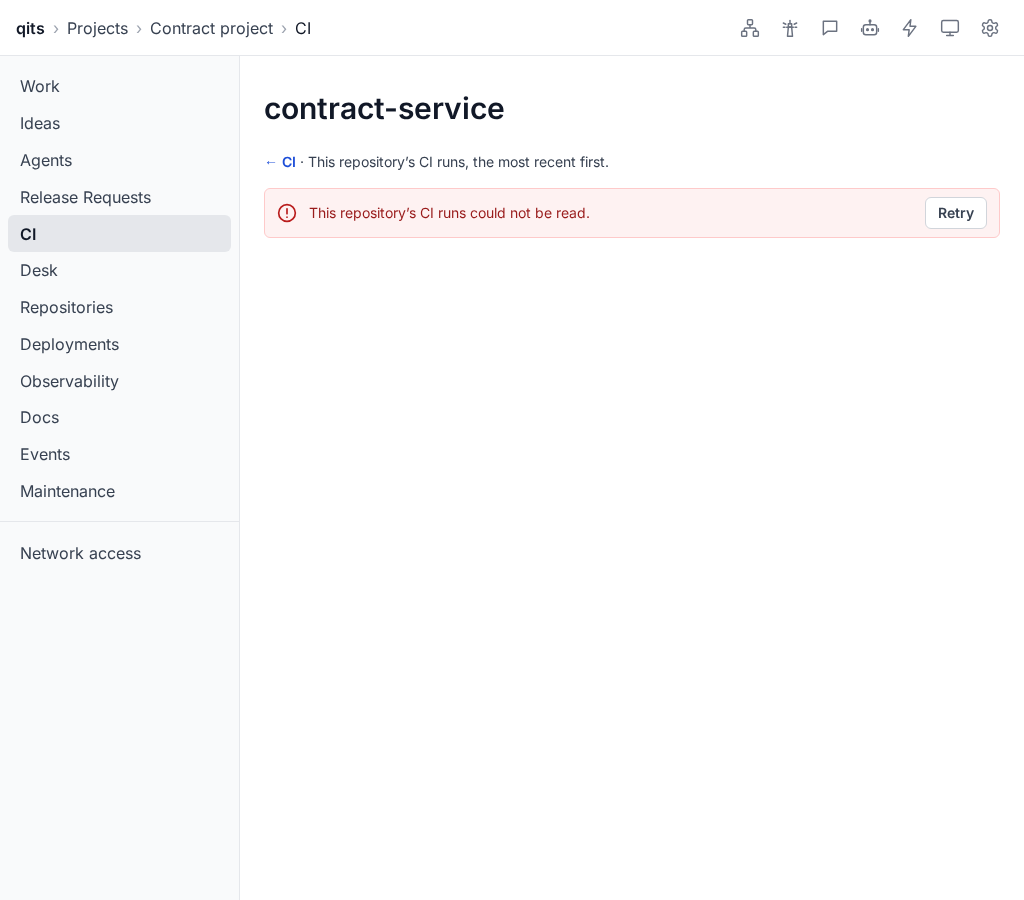 qits › Projects › Contract project › CI
Work
Ideas
Agents
Release Requests
CI
Desk
Repositories
Deployments
Observability
Docs
Events
Maintenance
Network access
contract-service
← CI · This repository’s CI runs, the most recent first.
This repository’s CI runs could not be read.
Retry